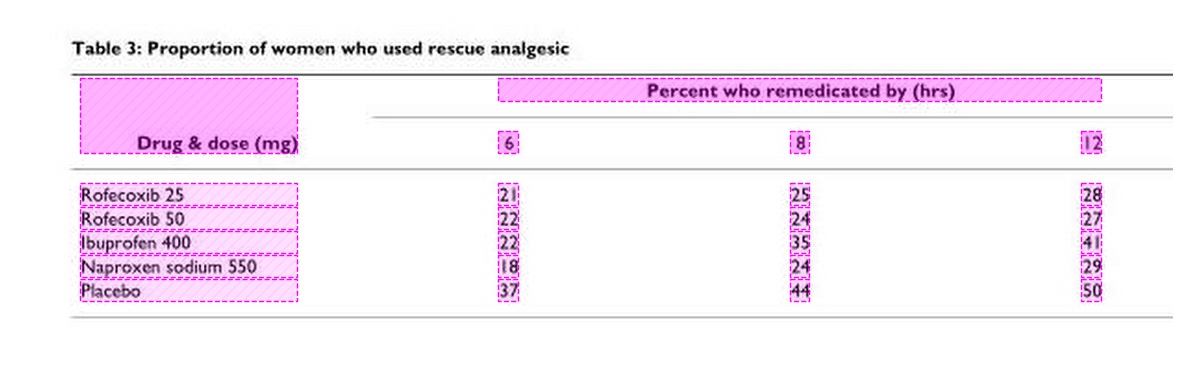 Table 3: Proportion of women who used rescue analgesic
Percent who remedicated by (hrs)
Drug & dose (mg) 6 8 12
Rofecoxib 25 21 25 28
Rofecoxib 50 22 24 27
Ibuprofen 400 22 35 41
Naproxen sodium 550 18 24 29
Placebo 37 44 50